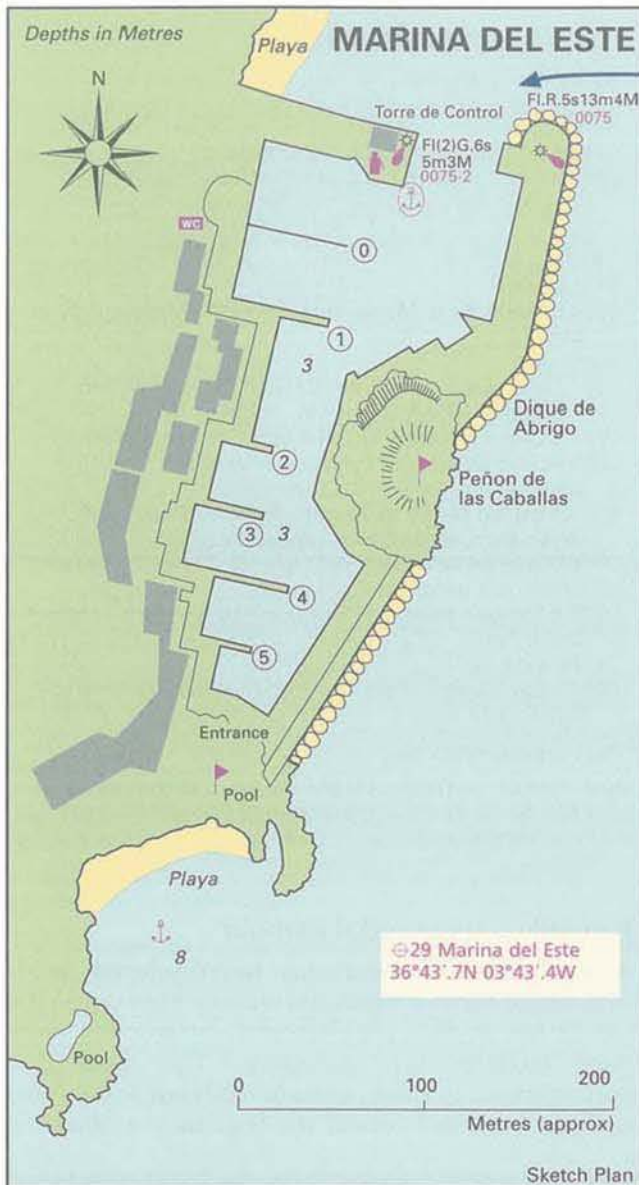 Depths in Metres
Playa
MARINA DEL ESTE
N
Torre de Control
Fl.R.5s13m4M
0075
Fl(2)G.6s
5m3M
0075·2
WC
0
1
3
Dique de
Abrigo
2
Peñon de
las Caballas
3
3
4
5
Entrance
Pool
Playa
8
29 Marina del Este
36°43´.7N 03°43´.4W
Pool
0 100 200
Metres (approx)
Sketch Plan